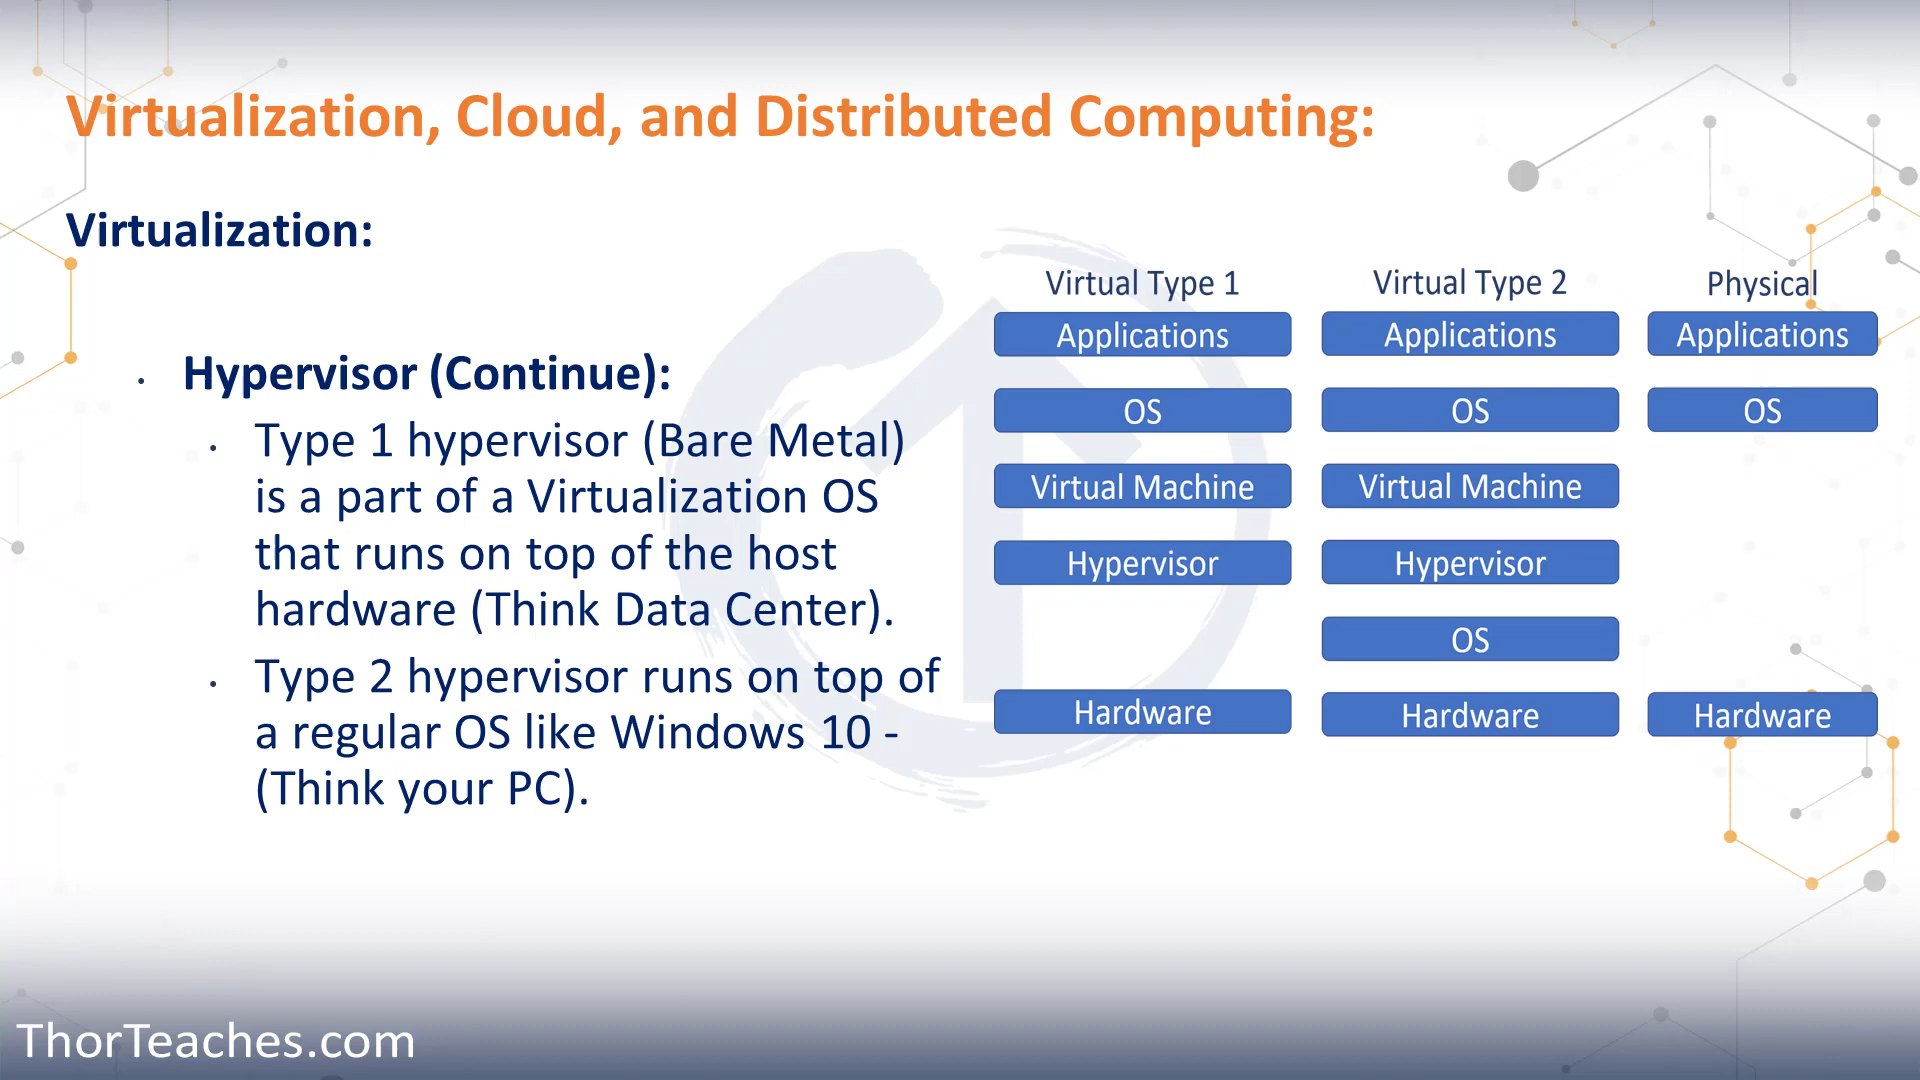 Virtualization, Cloud, and Distributed Computing:
Virtualization:
• Hypervisor (Continue):
• Type 1 hypervisor (Bare Metal)
is a part of a Virtualization OS
that runs on top of the host
hardware (Think Data Center).
• Type 2 hypervisor runs on top of
a regular OS like Windows 10 -
(Think your PC).
Virtual Type 1
Applications
OS
Virtual Machine
Hypervisor
Hardware
Virtual Type 2
Applications
OS
Virtual Machine
Hypervisor
OS
Hardware
Physical
Applications
OS
Hardware
ThorTeaches.com